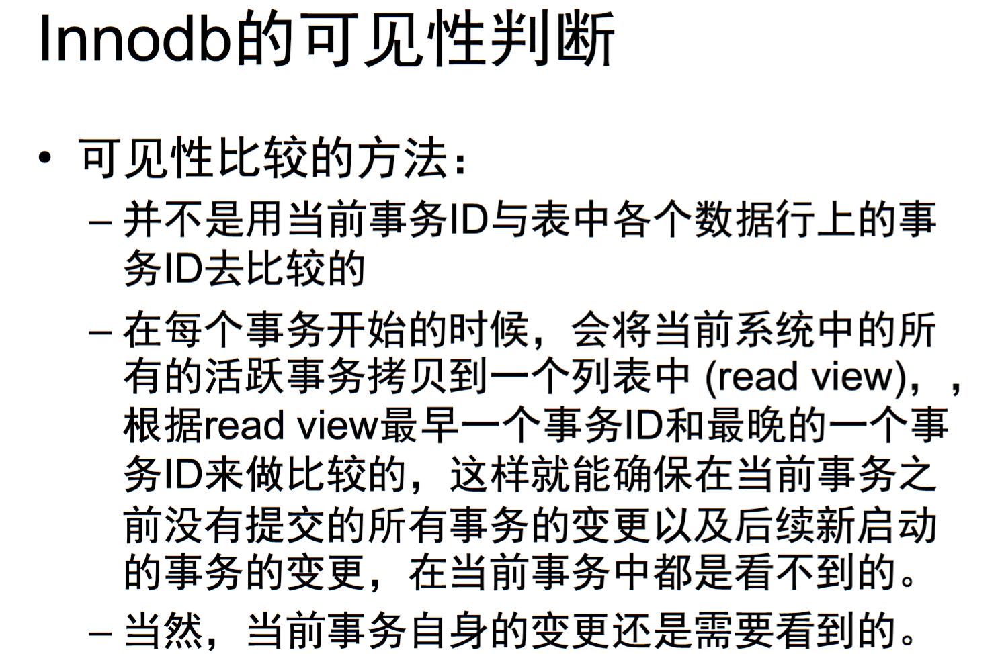 Innodb的可见性判断
• 可见性比较的方法：
– 并不是用当前事务ID与表中各个数据行上的事
务ID去比较的
– 在每个事务开始的时候，会将当前系统中的所
有的活跃事务拷贝到一个列表中 (read view)，，
根据read view最早一个事务ID和最晚的一个事
务ID来做比较的，这样就能确保在当前事务之
前没有提交的所有事务的变更以及后续新启动
的事务的变更，在当前事务中都是看不到的。
– 当然，当前事务自身的变更还是需要看到的。